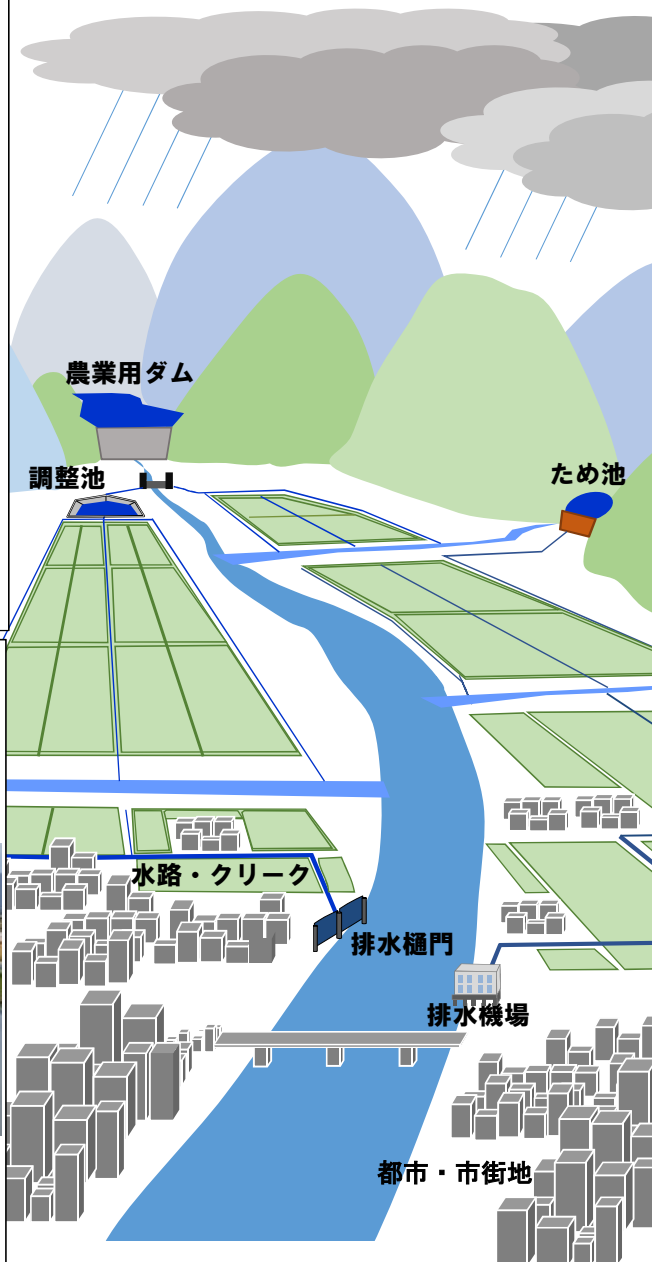 農業用ダム
調整池
ため池
水路・クリーク
排水樋門
排水機場
都市・市街地